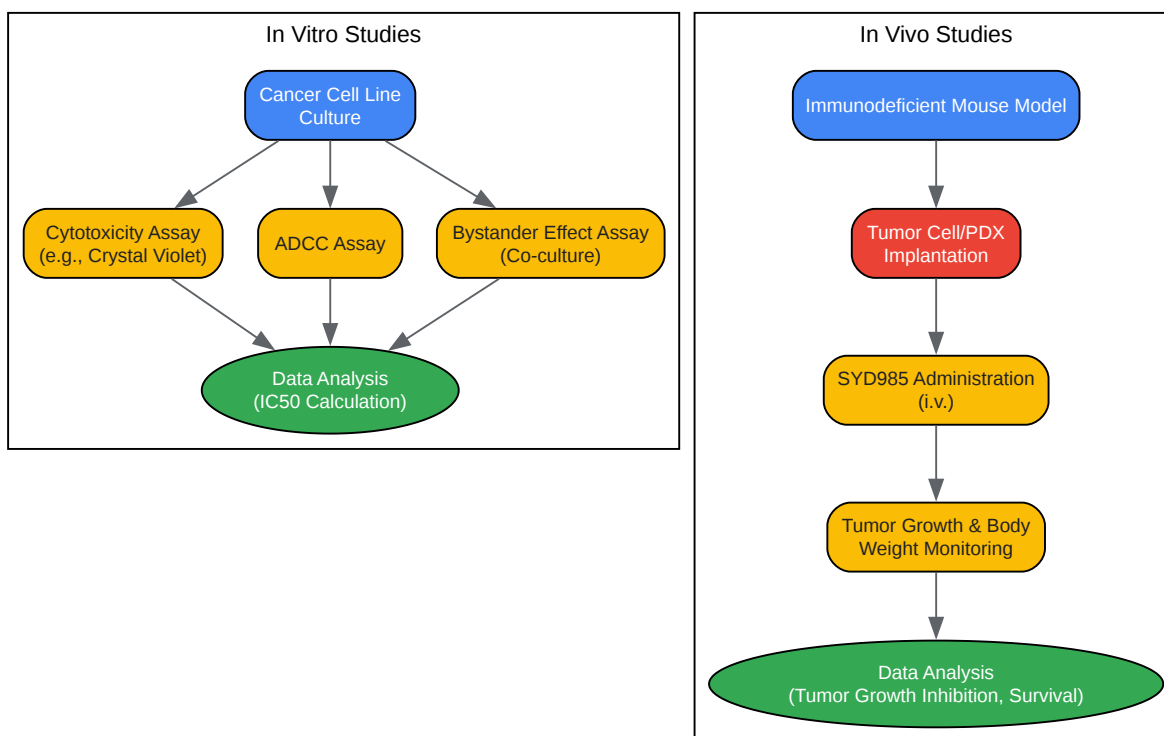 In Vitro Studies
Cancer Cell Line
Culture
Cytotoxicity Assay
(e.g., Crystal Violet)
ADCC Assay
Bystander Effect Assay
(Co-culture)
Data Analysis
(IC50 Calculation)
In Vivo Studies
Immunodeficient Mouse Model
Tumor Cell/PDX
Implantation
SYD985 Administration
(i.v.)
Tumor Growth & Body
Weight Monitoring
Data Analysis
(Tumor Growth Inhibition, Survival)